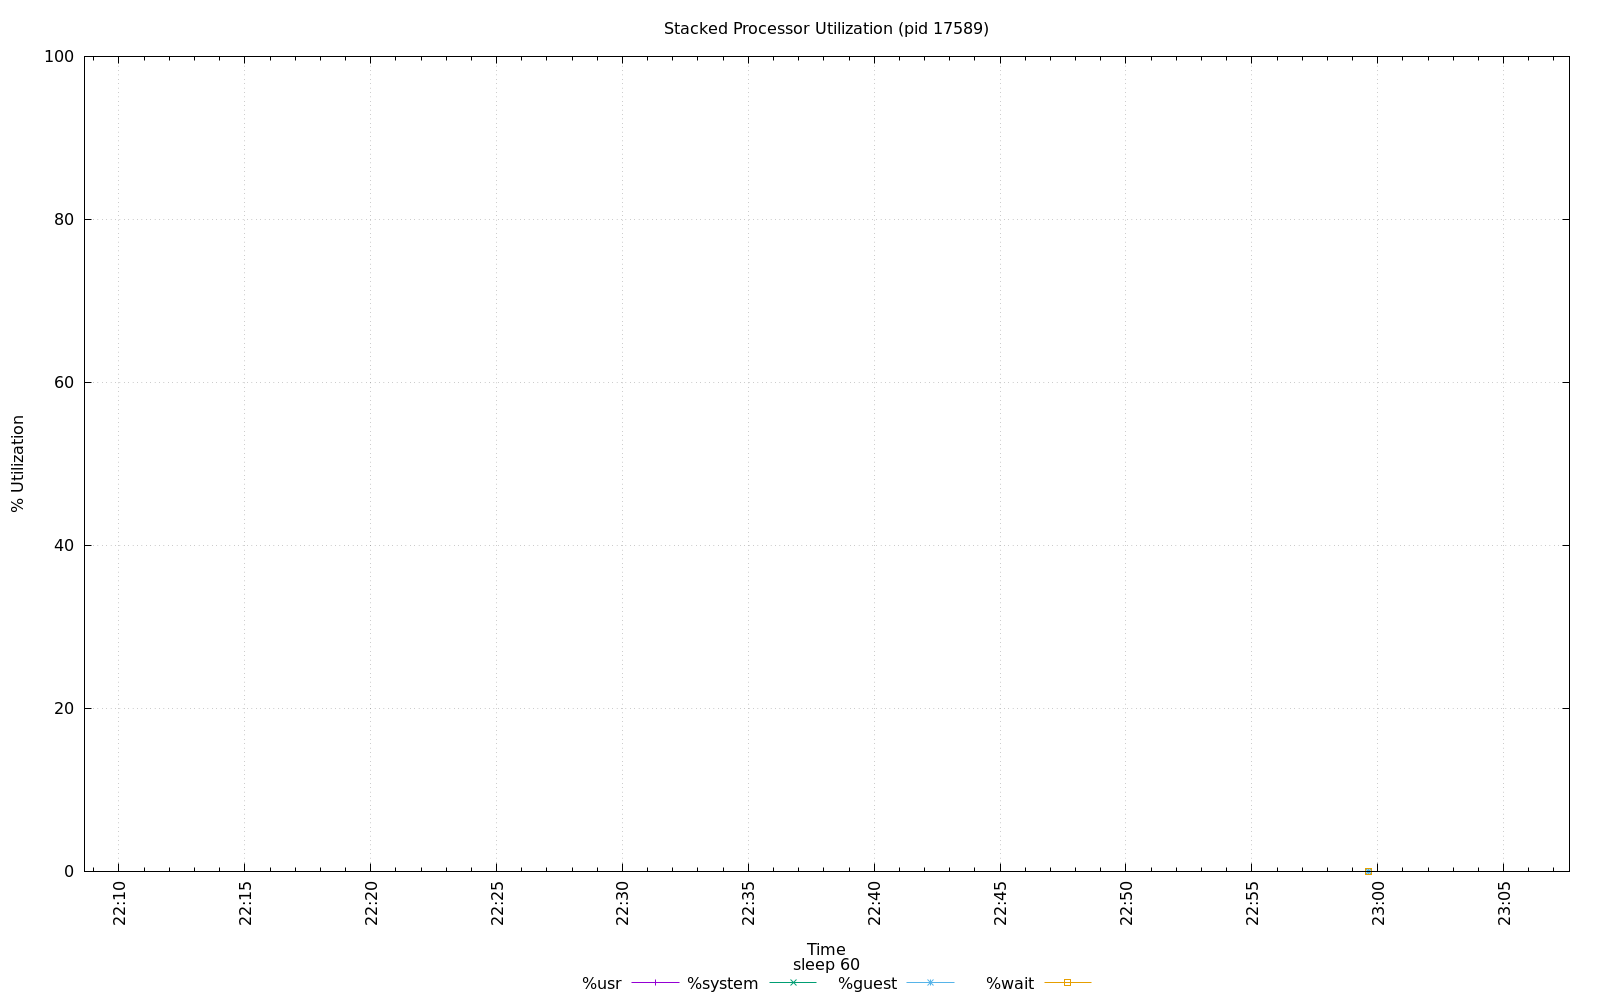 Stacked Processor Utilization (pid 17589)
100
80
60
40
20
0
% Utilization
22:10 22:15 22:20 22:25 22:30 22:35 22:40 22:45 22:50 22:55 23:00 23:05
Time
sleep 60
%usr %system %guest %wait